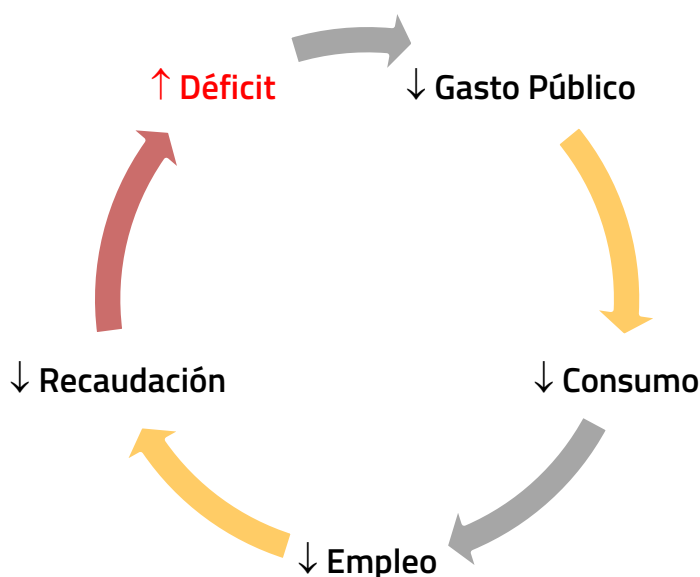 ↑ Déficit
↓ Gasto Público
↓ Consumo
↓ Empleo
↓ Recaudación